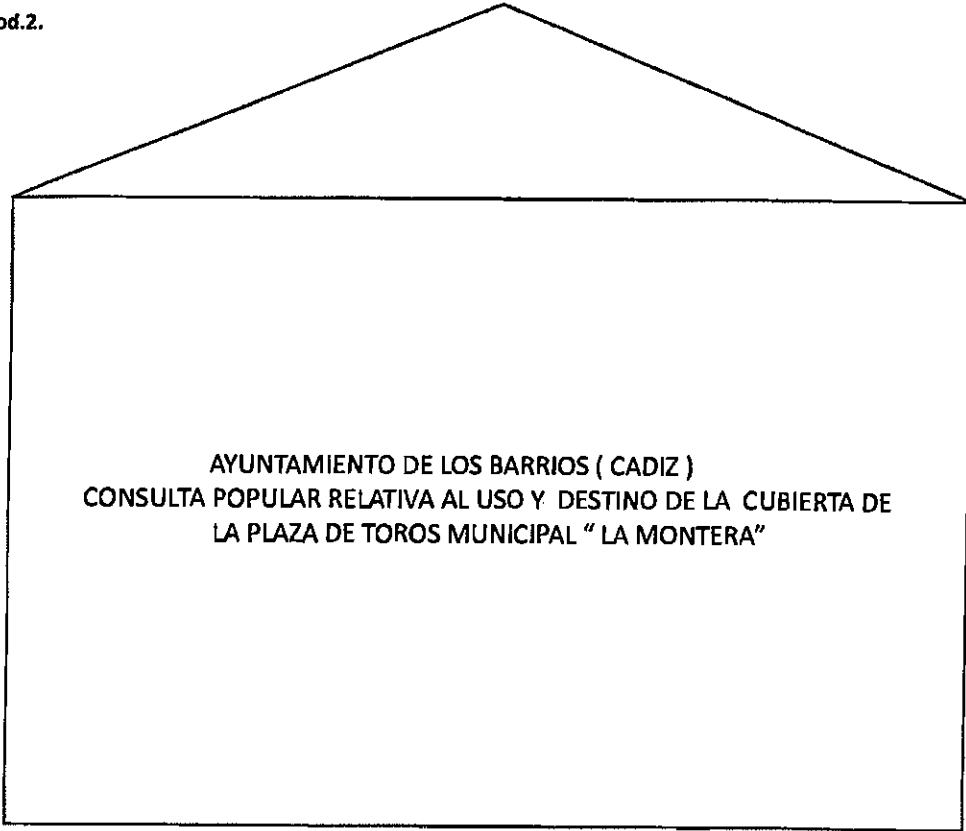 od.2.
AYUNTAMIENTO DE LOS BARRIOS ( CADIZ )
CONSULTA POPULAR RELATIVA AL USO Y DESTINO DE LA CUBIERTA DE
LA PLAZA DE TOROS MUNICIPAL " LA MONTERA"